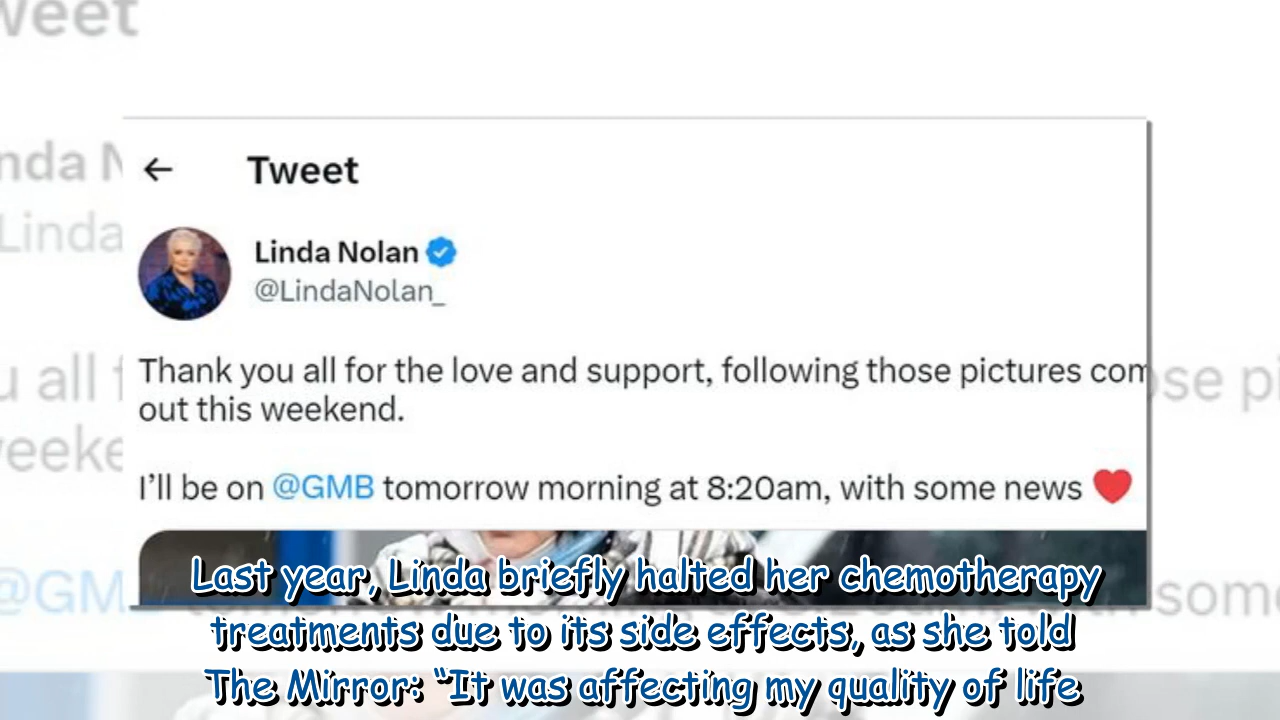 Tweet
Linda Nolan
@LindaNolan_
Thank you all for the love and support, following those pictures com
out this weekend.
I'll be on @GMB tomorrow morning at 8:20am, with some news
Last year, Linda briefly halted her chemotherapy
treatments due to its side effects, as she told
The Mirror: “It was affecting my quality of life